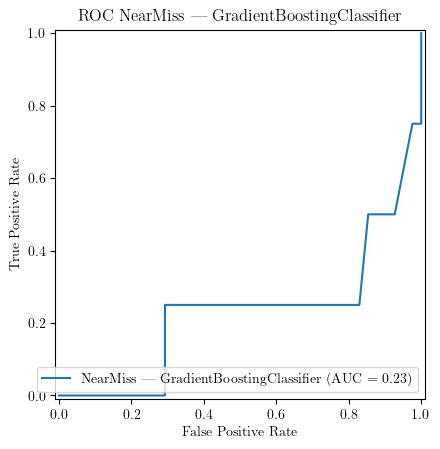 ROC NearMiss — GradientBoostingClassifier
1.0
0.8
0.6
0.4
0.2
0.0
True Positive Rate
NearMiss — GradientBoostingClassifier (AUC = 0.23)
0.0 0.2 0.4 0.6 0.8 1.0
False Positive Rate